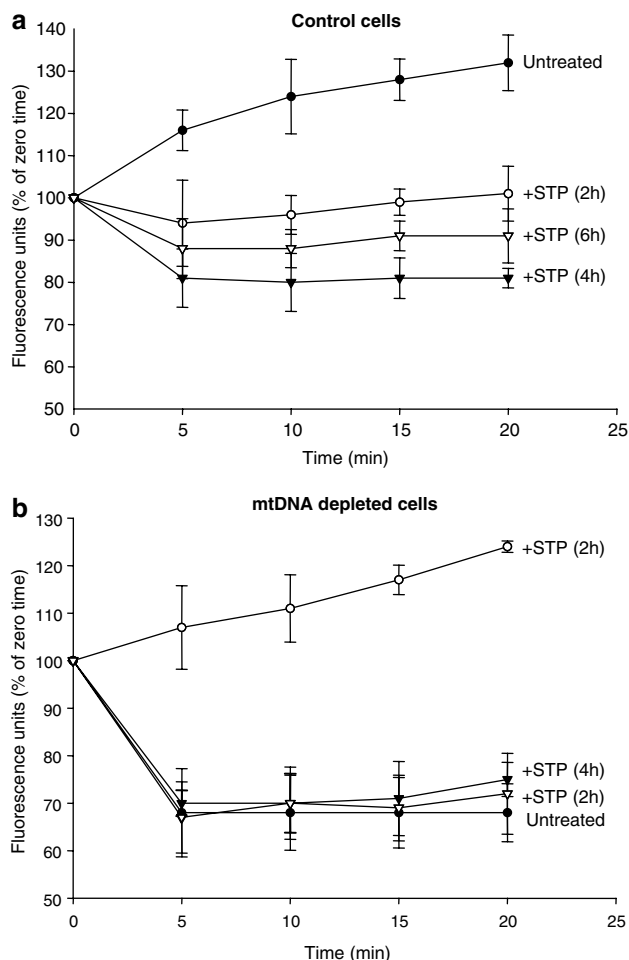 a
Control cells
140
130
120
110
100
90
80
70
60
50
Fluorescence units (% of zero time)
Untreated
+STP (2h)
+STP (6h)
+STP (4h)
0 5 10 15 20 25
Time (min)
b
mtDNA depleted cells
130
120
110
100
90
80
70
60
50
Fluorescence units (% of zero time)
+STP (2h)
+STP (4h)
+STP (2h)
Untreated
0 5 10 15 20 25
Time (min)